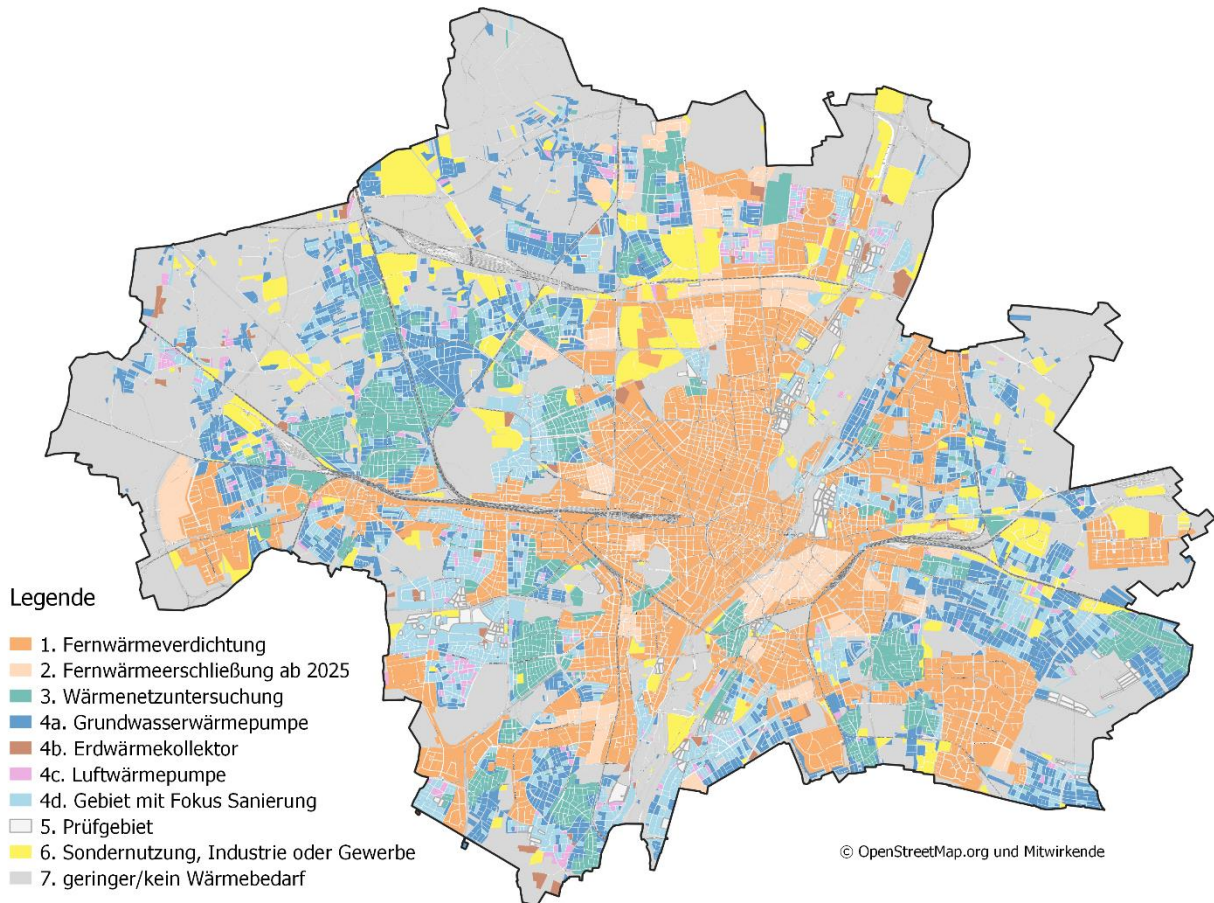 Legende
1. Fernwärmeverdichtung
2. Fernwärmeerschließung ab 2025
3. Wärmenetzuntersuchung
4a. Grundwasserwärmepumpe
4b. Erdwärmekollektor
4c. Luftwärmepumpe
4d. Gebiet mit Fokus Sanierung
5. Prüfgebiet
6. Sondernutzung, Industrie oder Gewerbe
7. geringer/kein Wärmebedarf
© OpenStreetMap.org und Mitwirkende